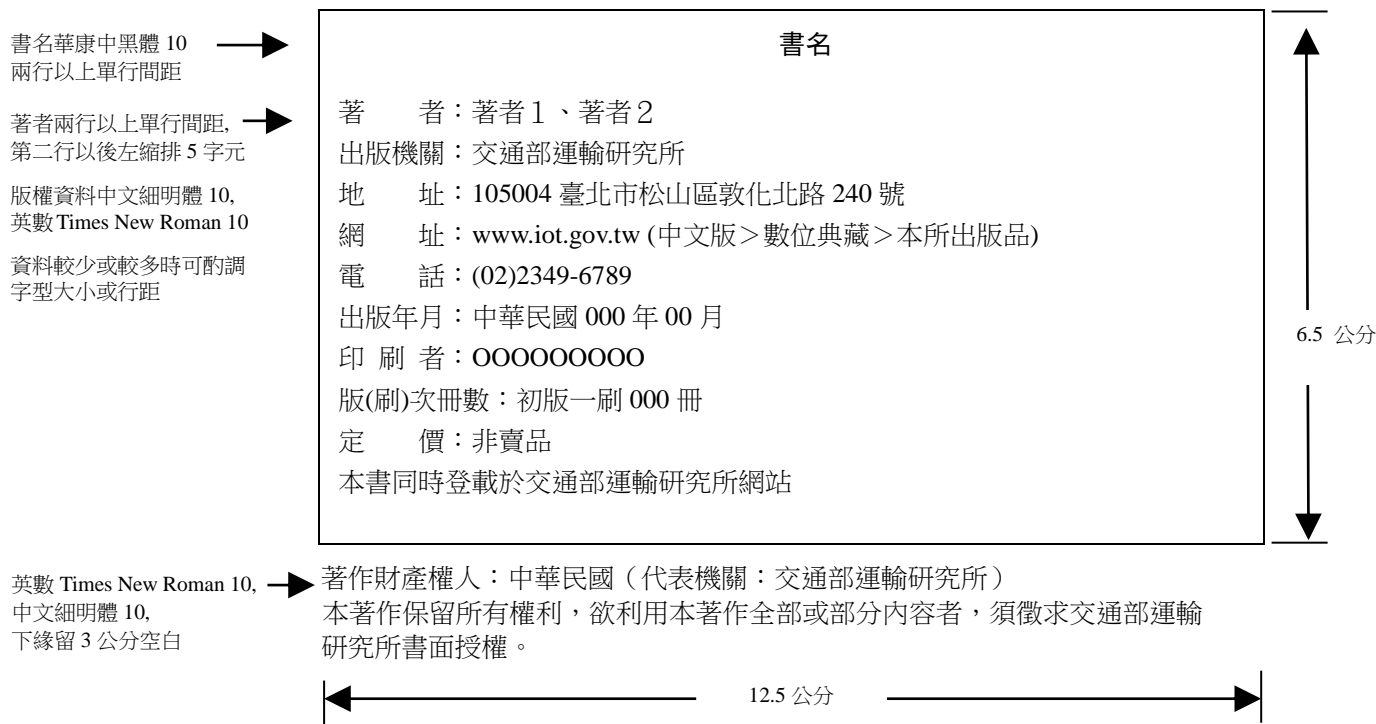 書名華康中黑體 10
兩行以上單行間距
著者兩行以上單行間距,
第二行以後左縮排 5 字元
版權資料中文細明體 10,
英數 Times New Roman 10
資料較少或較多時可酌調
字型大小或行距
書名
著　　者：著者１、著者２
出版機關：交通部運輸研究所
地　　址：105004 臺北市松山區敦化北路 240 號
網　　址：www.iot.gov.tw (中文版＞數位典藏＞本所出版品)
電　　話：(02)2349-6789
出版年月：中華民國 000 年 00 月
印 刷 者：OOOOOOOOO
版(刷)次冊數：初版一刷 000 冊
定　　價：非賣品
本書同時登載於交通部運輸研究所網站
6.5 公分
英數 Times New Roman 10,
中文細明體 10,
下緣留 3 公分空白
著作財產權人：中華民國（代表機關：交通部運輸研究所）
本著作保留所有權利，欲利用本著作全部或部分內容者，須徵求交通部運輸
研究所書面授權。
12.5 公分